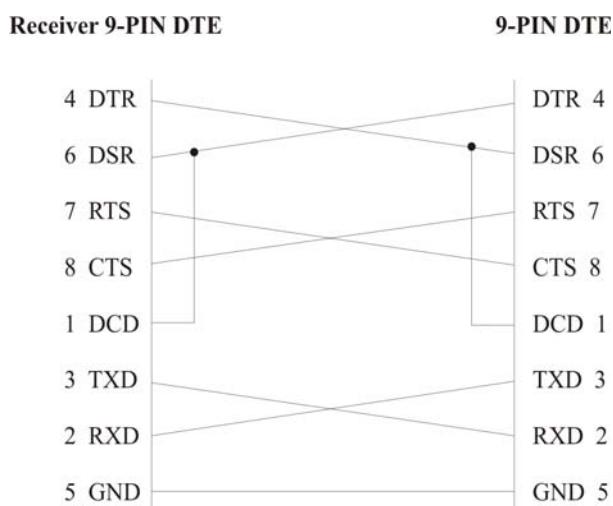 Receiver 9-PIN DTE 9-PIN DTE
4 DTR DTR 4
6 DSR DSR 6
7 RTS RTS 7
8 CTS CTS 8
1 DCD DCD 1
3 TXD TXD 3
2 RXD RXD 2
5 GND GND 5